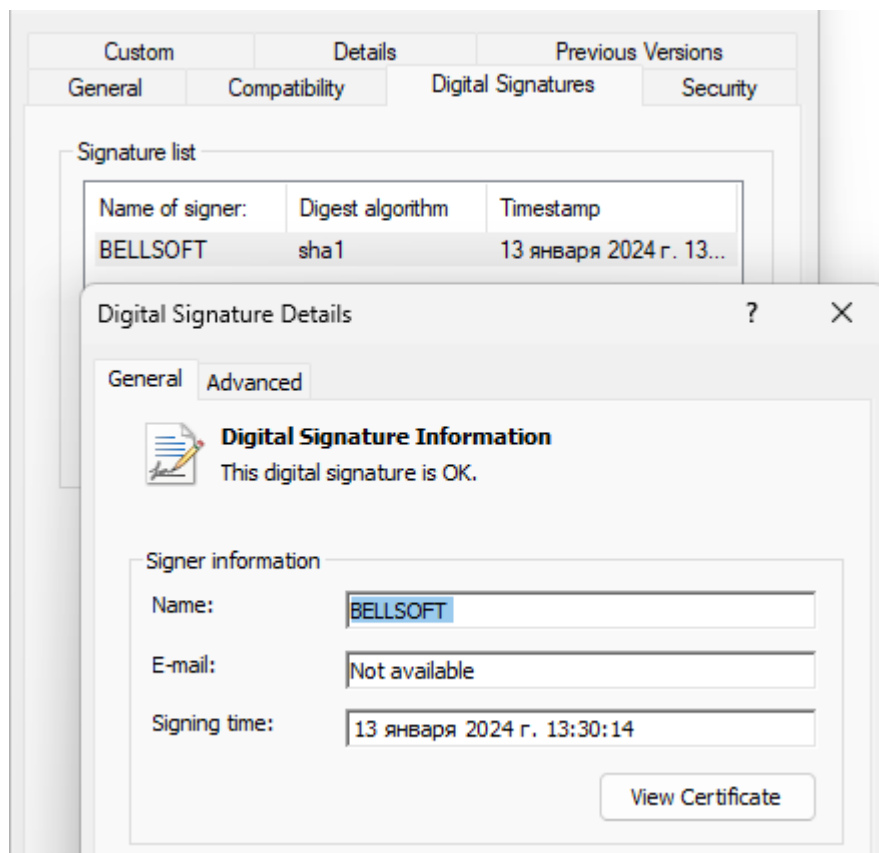 Custom Details Previous Versions
General Compatibility Digital Signatures Security
Signature list
Name of signer: Digest algorithm Timestamp
BELLSOFT sha1 13 января 2024 г. 13...
Digital Signature Details ?
General Advanced
Digital Signature Information
This digital signature is OK.
Signer information
Name: BELLSOFT
E-mail: Not available
Signing time: 13 января 2024 г. 13:30:14
View Certificate